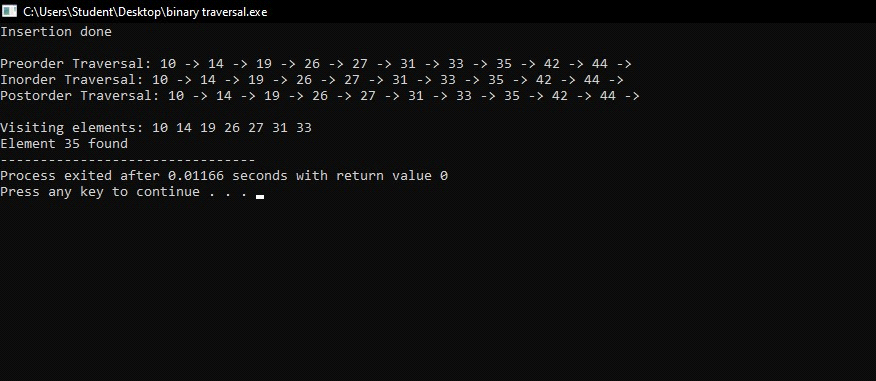 C:\Users\Student\Desktop\binary traversal.exe
Insertion done
Preorder Traversal: 10 -> 14 -> 19 -> 26 -> 27 -> 31 -> 33 -> 35 -> 42 -> 44 ->
Inorder Traversal: 10 -> 14 -> 19 -> 26 -> 27 -> 31 -> 33 -> 35 -> 42 -> 44 ->
Postorder Traversal: 10 -> 14 -> 19 -> 26 -> 27 -> 31 -> 33 -> 35 -> 42 -> 44 ->
Visiting elements: 10 14 19 26 27 31 33
Element 35 found
--------------------------------
Process exited after 0.01166 seconds with return value 0
Press any key to continue . . .